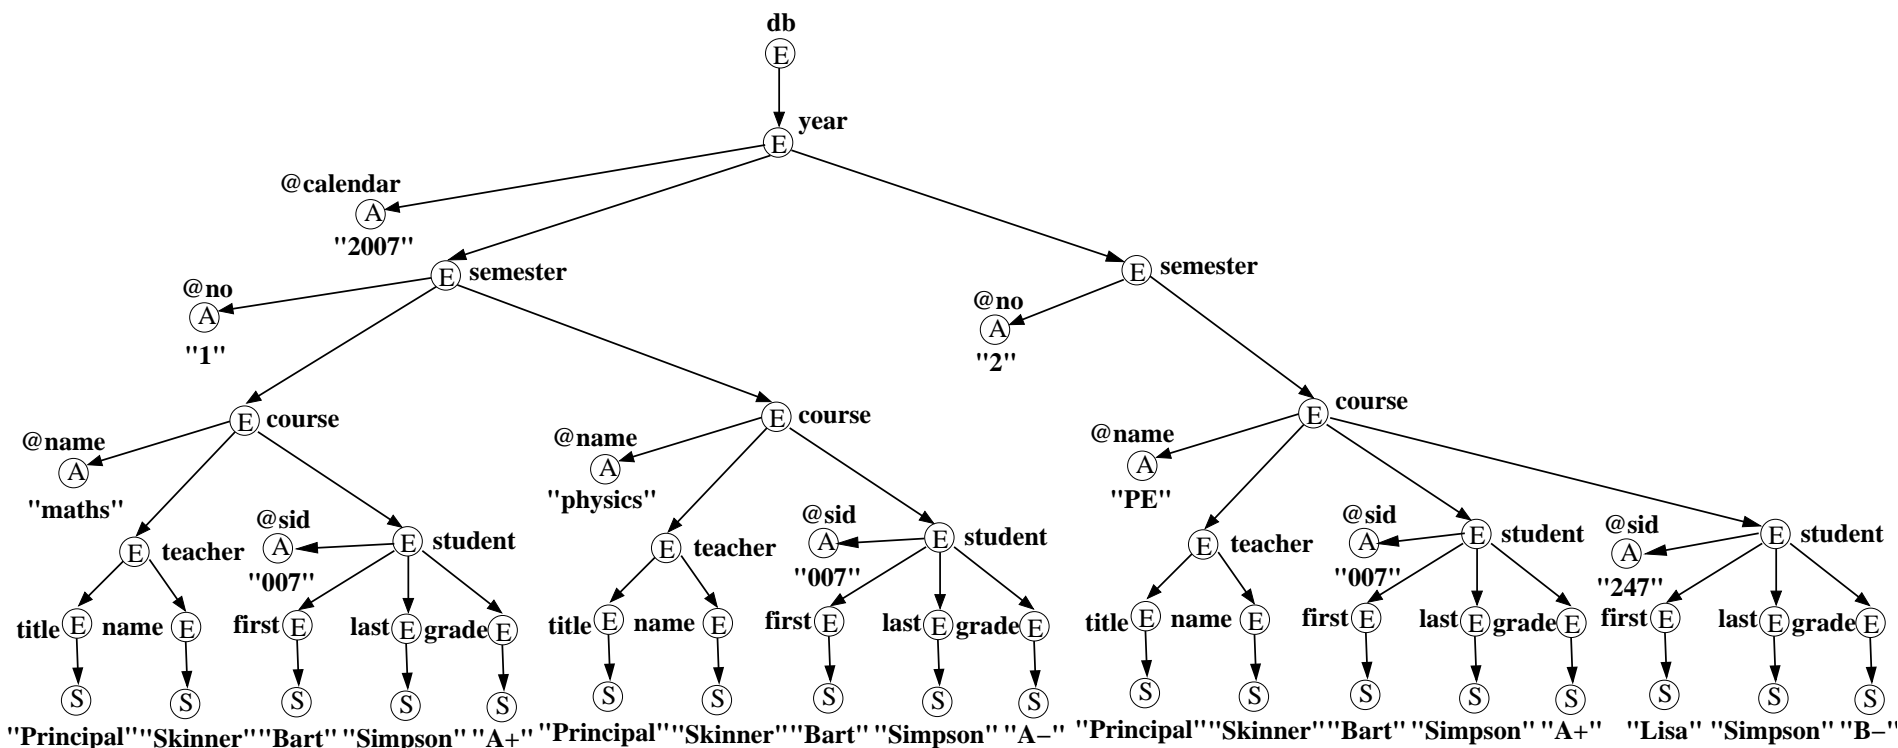 db
E
year
E
@calendar
A
"2007"
E semester
E semester
@no
A
"1"
@no
A
"2"
E course
E course
E course
@name
A
"maths"
@name
A
"physics"
@name
A
"PE"
E teacher
@sid
A
"007"
E student
E teacher
@sid
A
"007"
E student
E teacher
@sid
A
"007"
E student
@sid
A
"247"
E student
title E name E first E last E grade E title E name E first E last E grade E title E name E first E last E grade E first E last E grade E
S S S S S S S S S S S S S S S S S S
"Principal" "Skinner" "Bart" "Simpson" "A+" "Principal" "Skinner" "Bart" "Simpson" "A−" "Principal" "Skinner" "Bart" "Simpson" "A+" "Lisa" "Simpson" "B−"